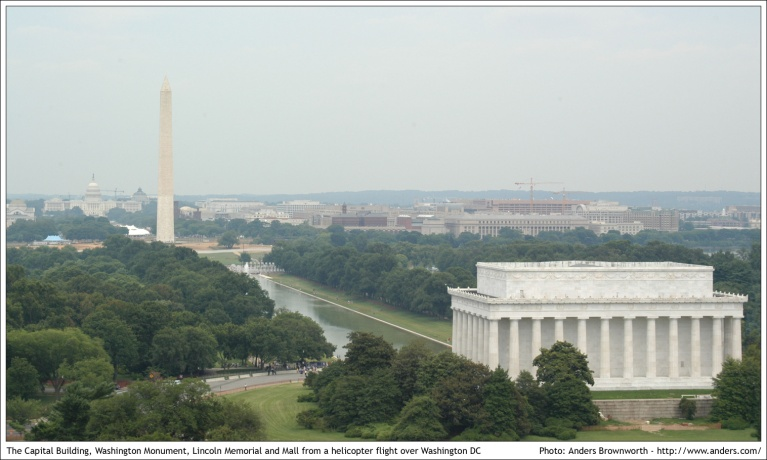 The Capital Building, Washington Monument, Lincoln Memorial and Mall from a helicopter flight over Washington DC Photo: Anders Brownworth - http://www.anders.com/